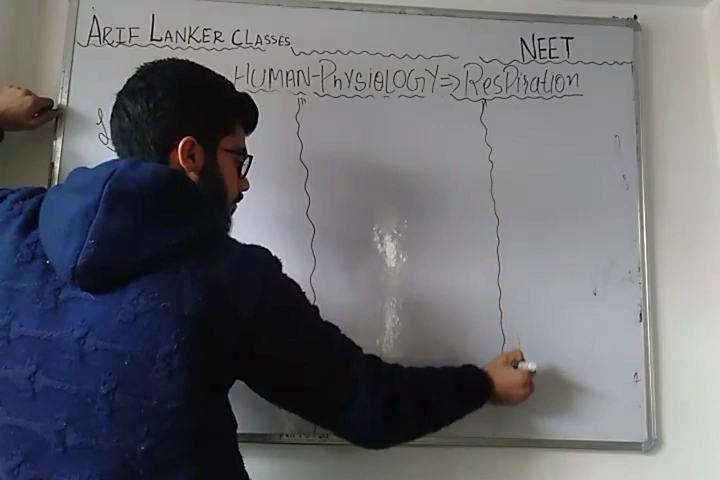 ARIF LANKER CLASSES
NEET
HUMAN-PHYSIOLOGY⇒RESPIRATION